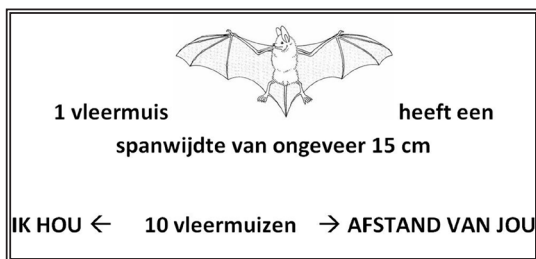 1 vleermuis heeft een
spanwijdte van ongeveer 15 cm
IK HOU ← 10 vleermuizen → AFSTAND VAN JOU